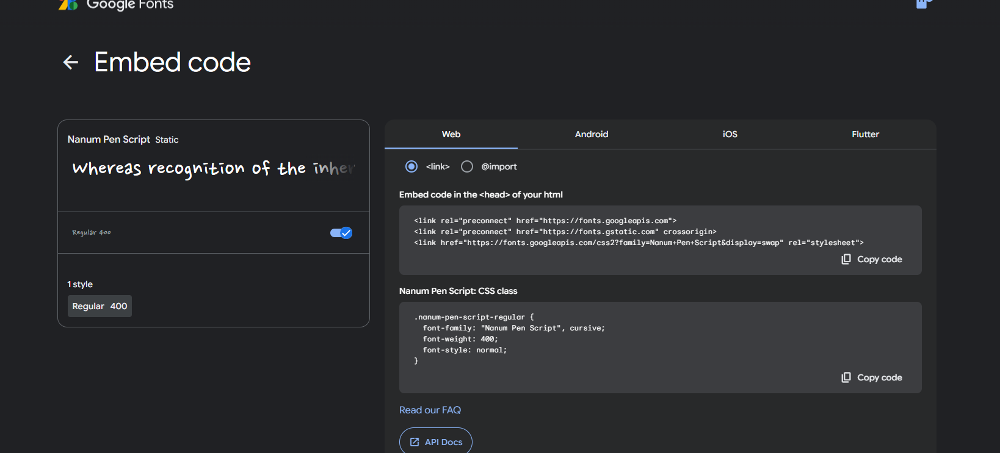 Google Fonts
Embed code
Nanum Pen Script Static
Whereas recognition of the inher
Regular 400
1 style
Regular 400
Web Android iOS Flutter
<link> @import
Embed code in the <head> of your html
<link rel="preconnect" href="https://fonts.googleapis.com">
<link rel="preconnect" href="https://fonts.gstatic.com" crossorigin>
<link href="https://fonts.googleapis.com/css2?family=Nanum+Pen+Script&display=swap" rel="stylesheet">
Copy code
Nanum Pen Script: CSS class
.nanum-pen-script-regular {
  font-family: "Nanum Pen Script", cursive;
  font-weight: 400;
  font-style: normal;
}
Copy code
Read our FAQ
API Docs